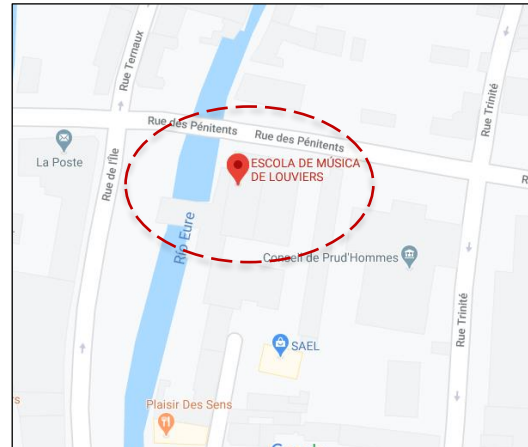 Rue Ternaux
Rue des Pénitents
Rue des Pénitents
Rue Trinité
La Poste
Rue de l'Île
ESCOLA DE MÚSICA
DE LOUVIERS
Rio Eure
Conseil de Prud'Hommes
Rue Trinité
SAEL
Plaisir Des Sens
s